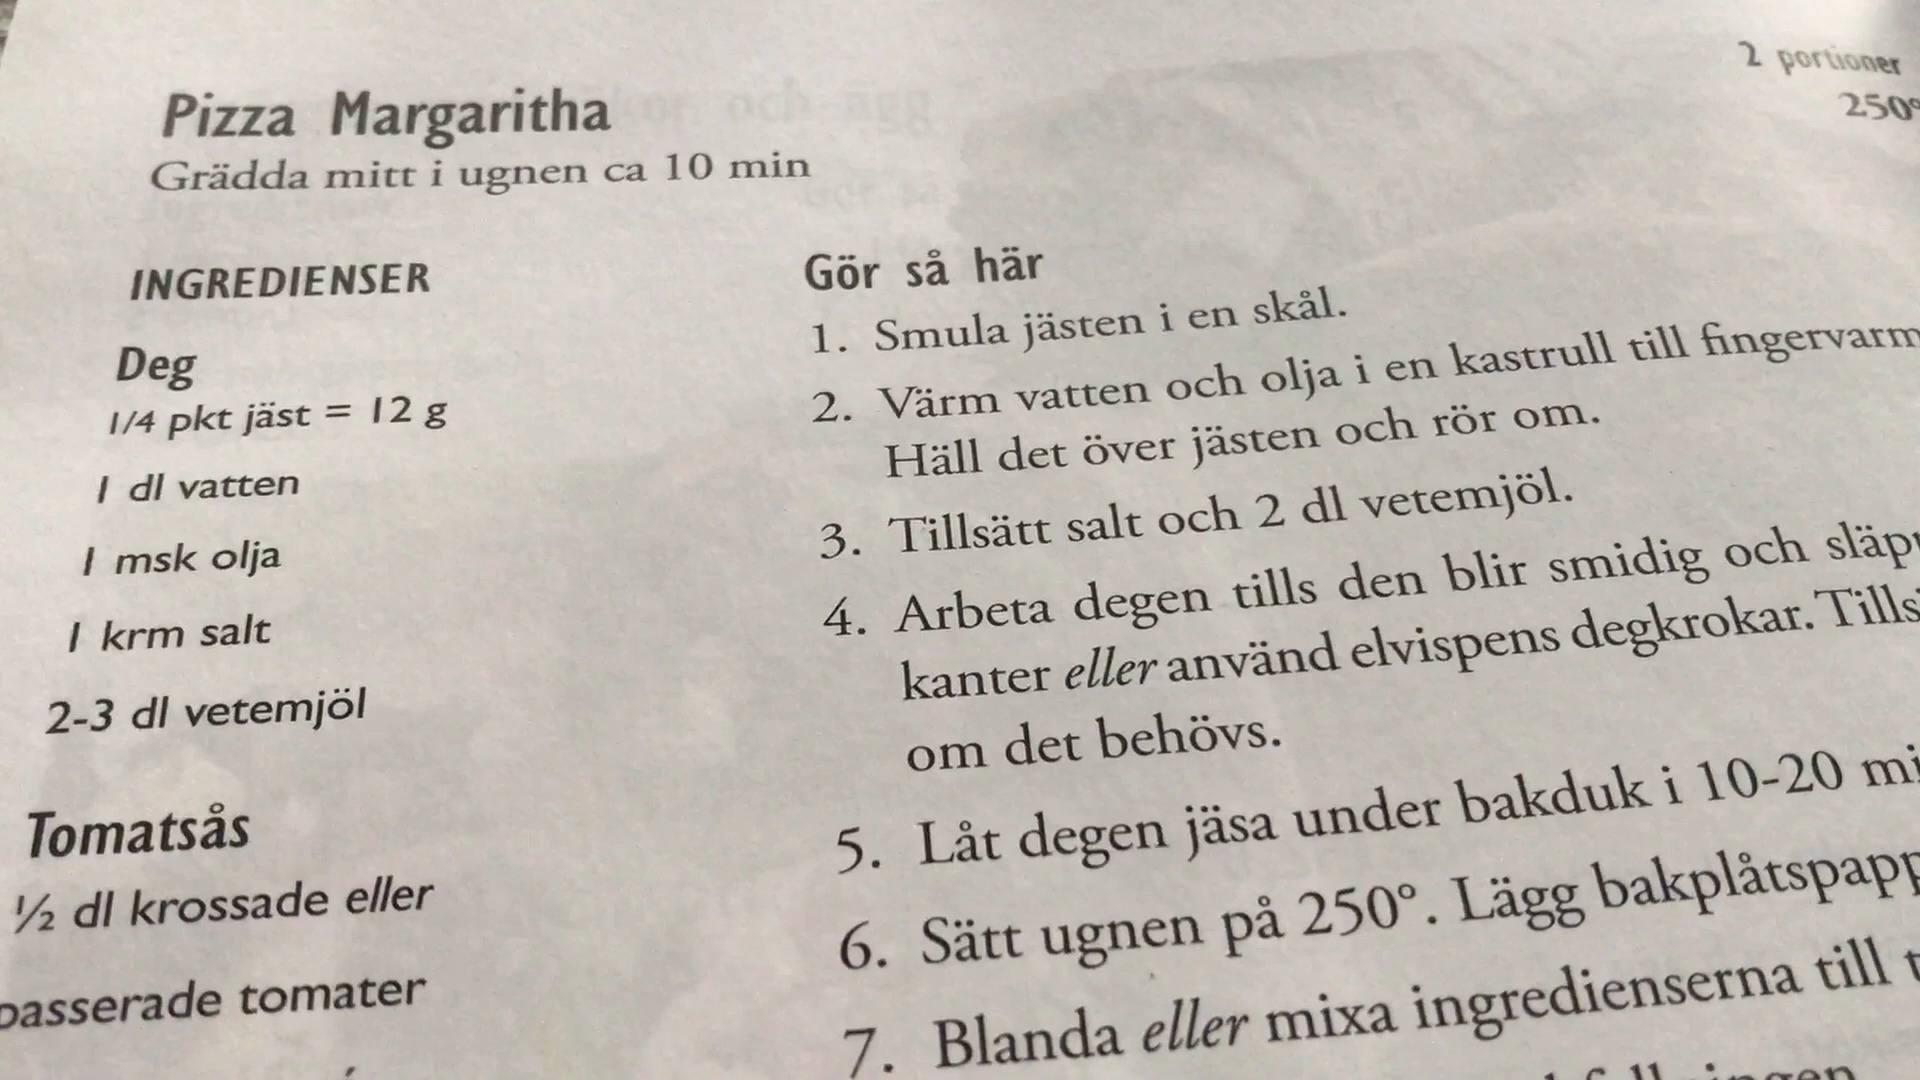 2 portioner
250°
Pizza Margaritha
Grädda mitt i ugnen ca 10 min
INGREDIENSER
Deg
1/4 pkt jäst = 12 g
1 dl vatten
1 msk olja
1 krm salt
2-3 dl vetemjöl
Tomatsås
½ dl krossade eller
passerade tomater
Gör så här
1. Smula jästen i en skål.
2. Värm vatten och olja i en kastrull till fingervarm
Häll det över jästen och rör om.
3. Tillsätt salt och 2 dl vetemjöl.
4. Arbeta degen tills den blir smidig och
kanter eller använd elvispens degkrokar.
om det behövs.
5. Låt degen jäsa under bakduk i 10-20
6. Sätt ugnen på 250°. Lägg
7. Blanda eller mixa ingredienserna till